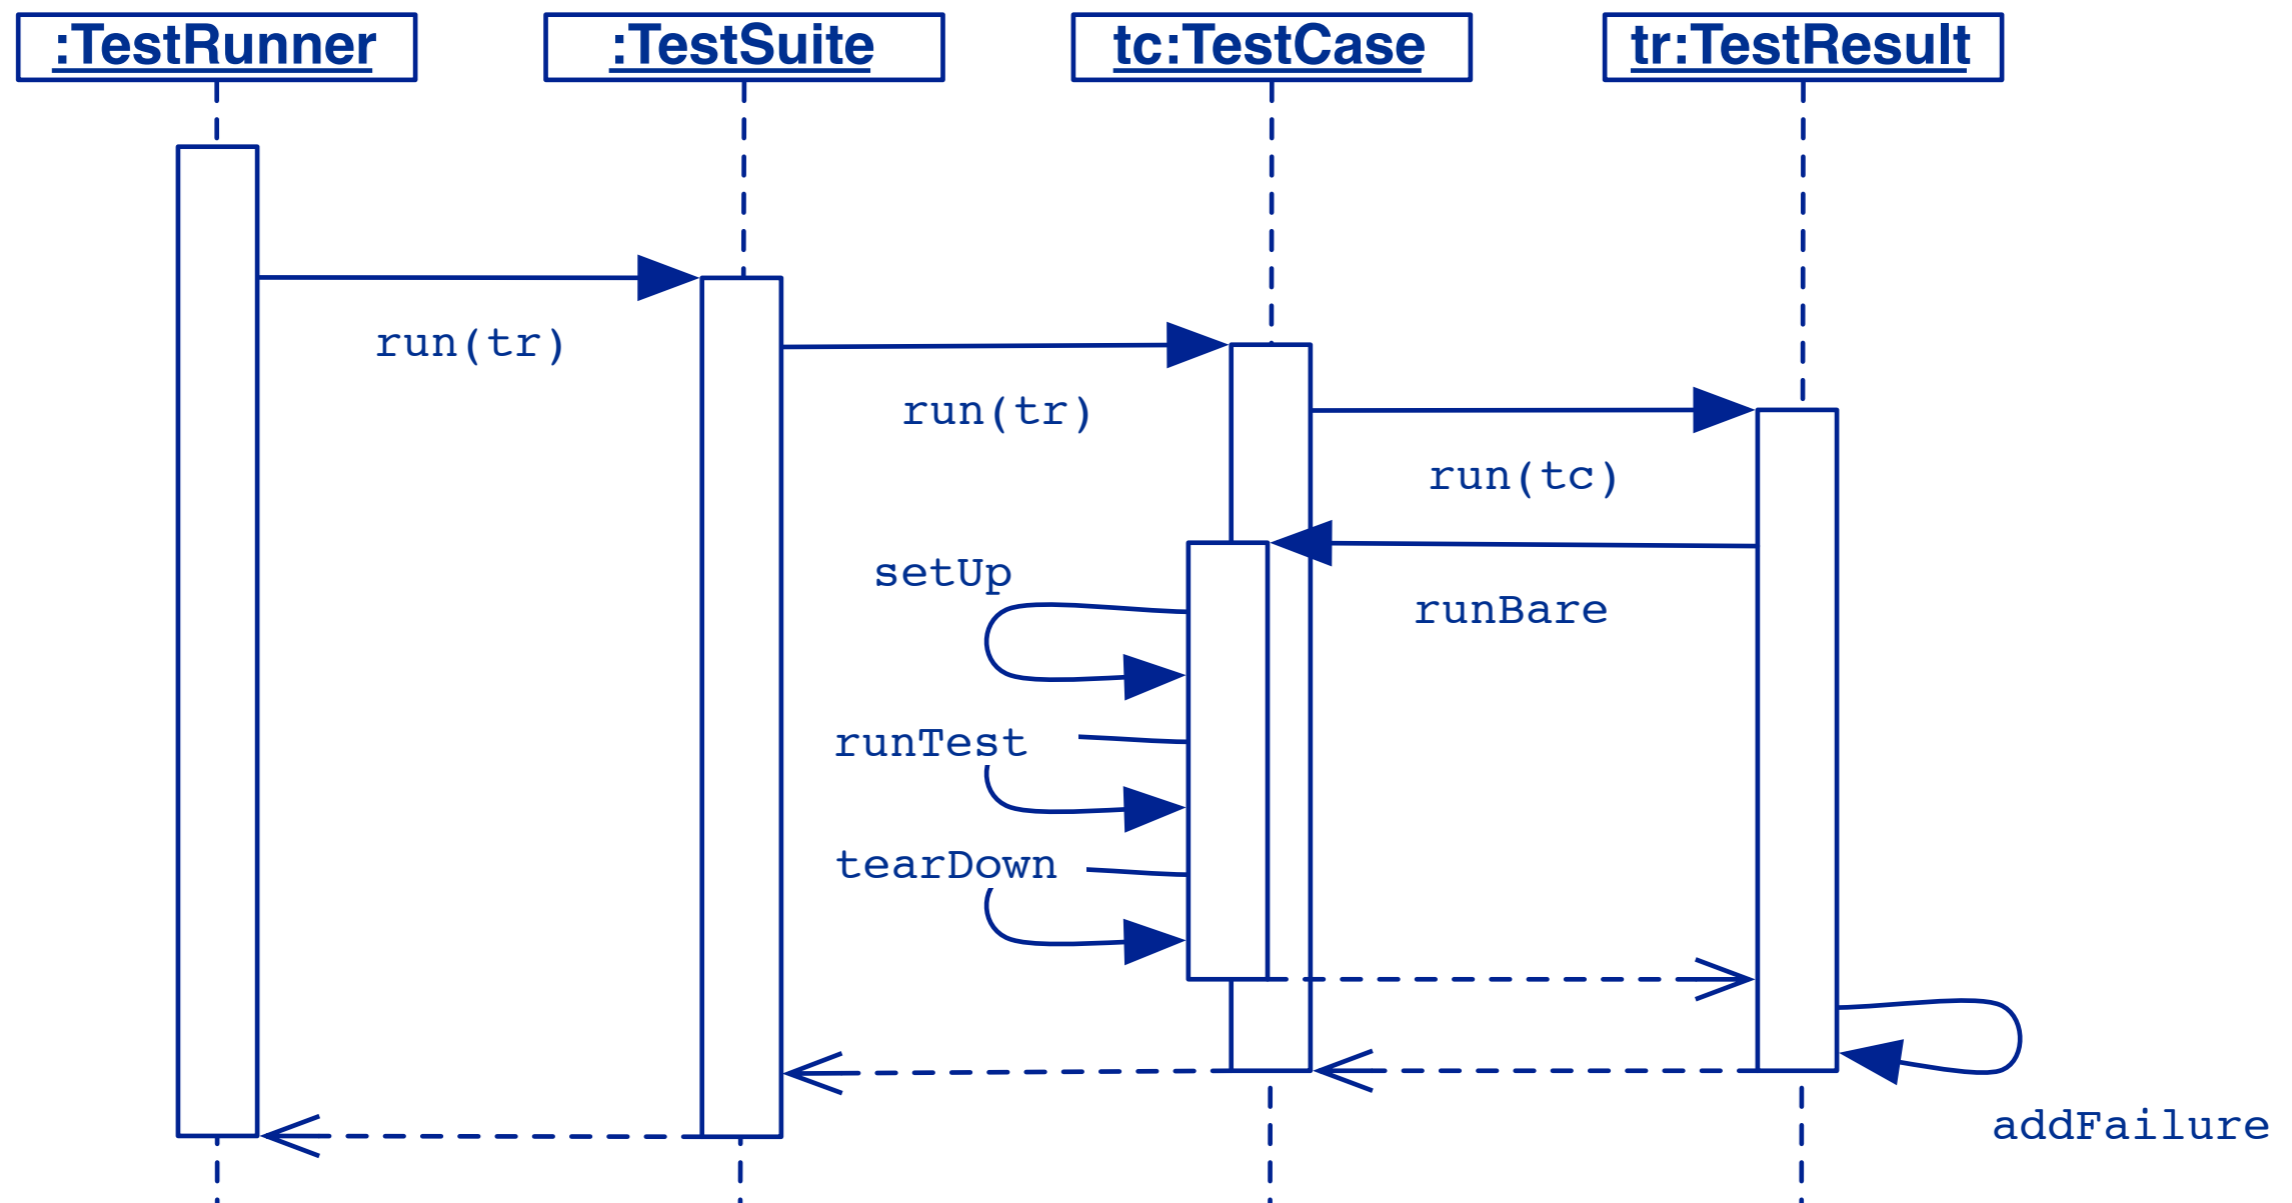 :TestRunner
:TestSuite
tc:TestCase
tr:TestResult
run(tr)
run(tr)
run(tc)
setUp
runBare
runTest
tearDown
addFailure